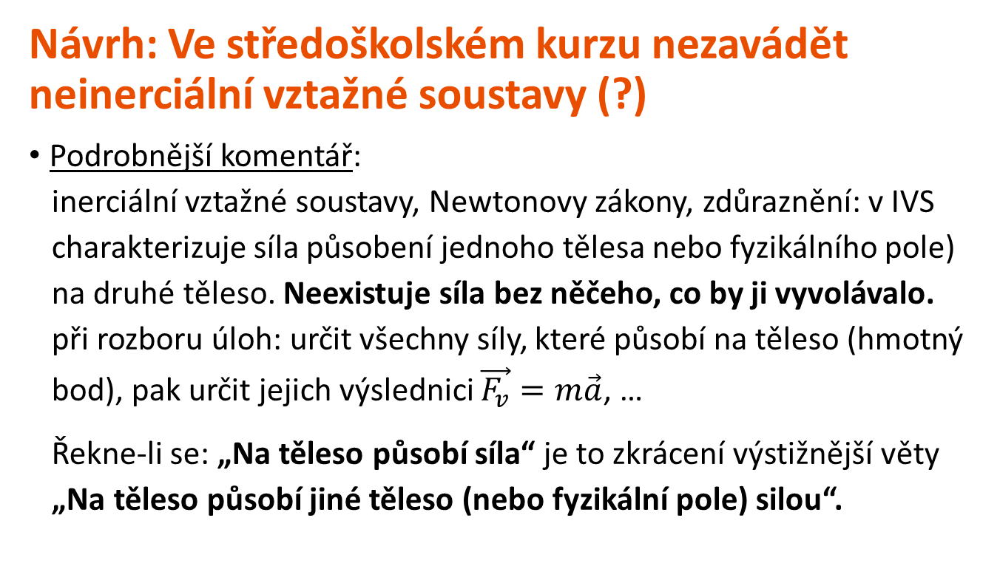 Návrh: Ve středoškolském kurzu nezavádět
neinerciální vztažné soustavy (?)
• Podrobnější komentář:
inerciální vztažné soustavy, Newtonovy zákony, zdůraznění: v IVS
charakterizuje síla působení jednoho tělesa nebo fyzikálního pole)
na druhé těleso. Neexistuje síla bez něčeho, co by ji vyvolávalo.
při rozboru úloh: určit všechny síly, které působí na těleso (hmotný
bod), pak určit jejich výslednici $\overrightarrow{F_v} = m\vec{a}$, …
Řekne-li se: „Na těleso působí síla“ je to zkrácení výstižnější věty
„Na těleso působí jiné těleso (nebo fyzikální pole) silou“.